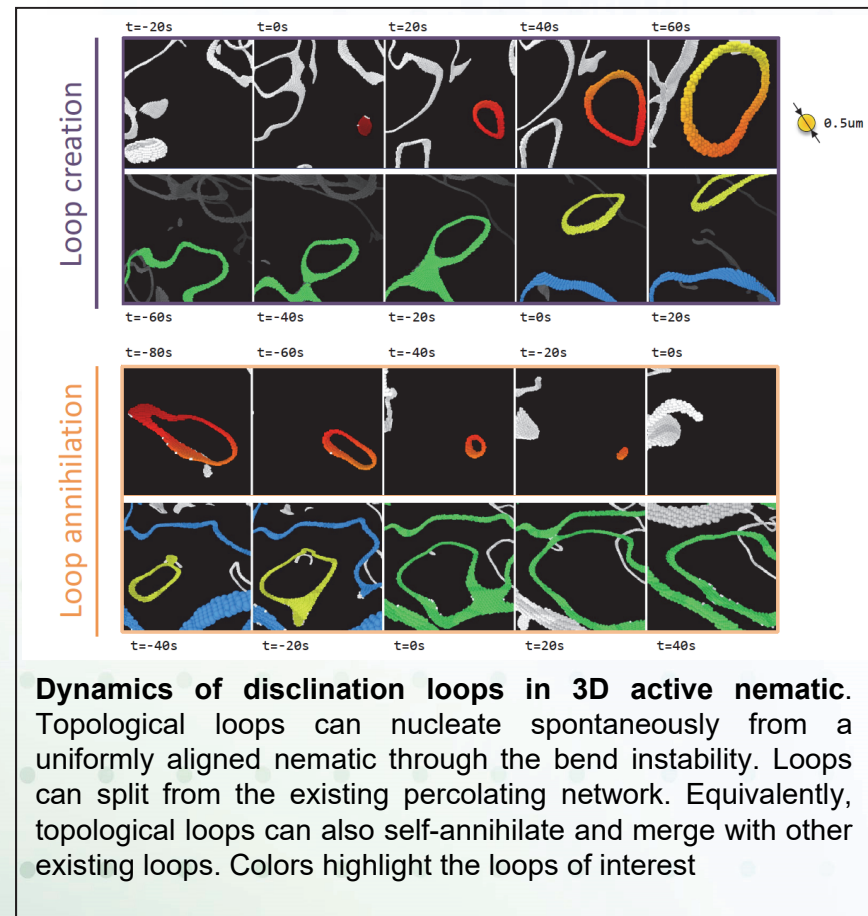 t=-20s t=0s t=20s t=40s t=60s
Loop creation
0.5um
t=-60s t=-40s t=-20s t=0s t=20s
t=-80s t=-60s t=-40s t=-20s t=0s
Loop annihilation
t=-40s t=-20s t=0s t=20s t=40s
Dynamics of disclination loops in 3D active nematic.
Topological loops can nucleate spontaneously from a
uniformly aligned nematic through the bend instability. Loops
can split from the existing percolating network. Equivalently,
topological loops can also self-annihilate and merge with other
existing loops. Colors highlight the loops of interest